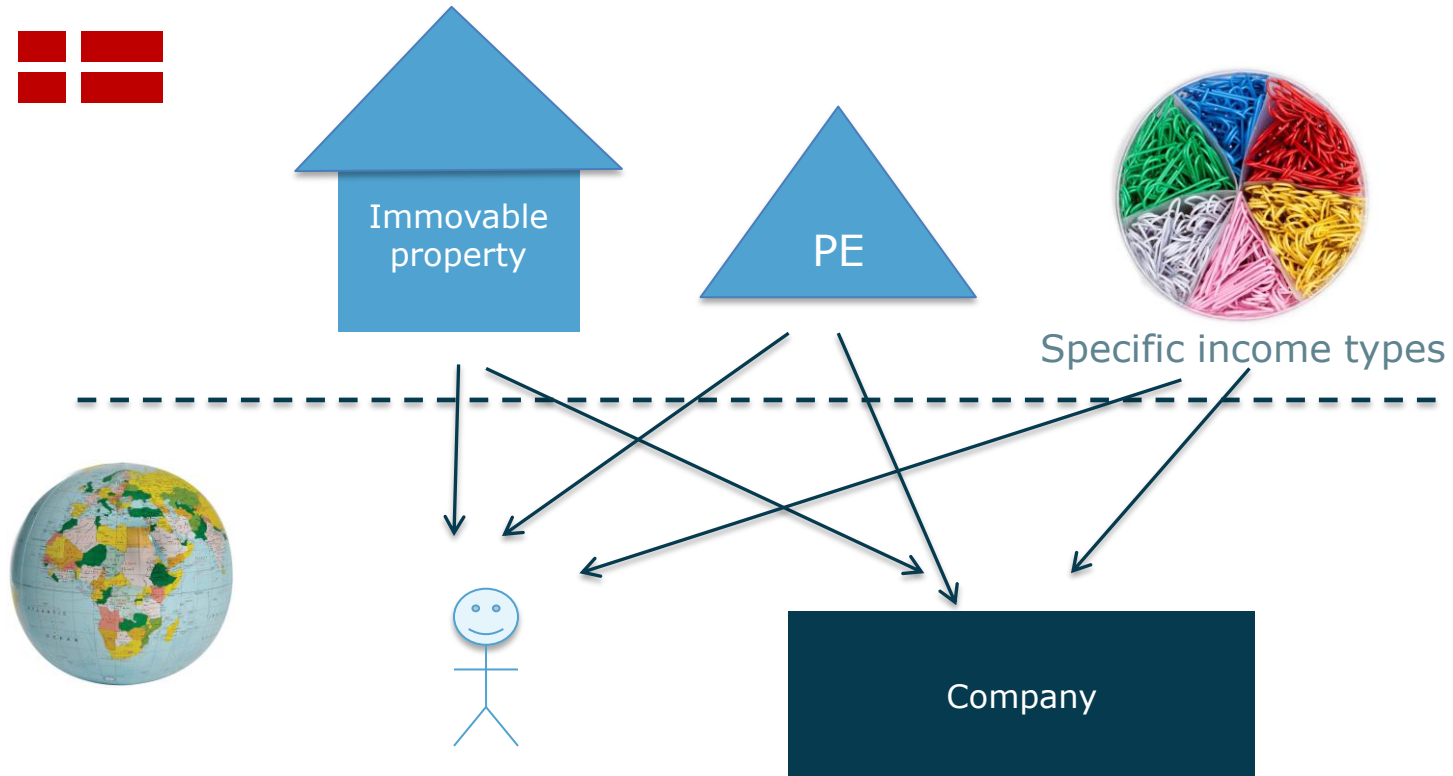 Immovable
property
PE
Specific income types
Company